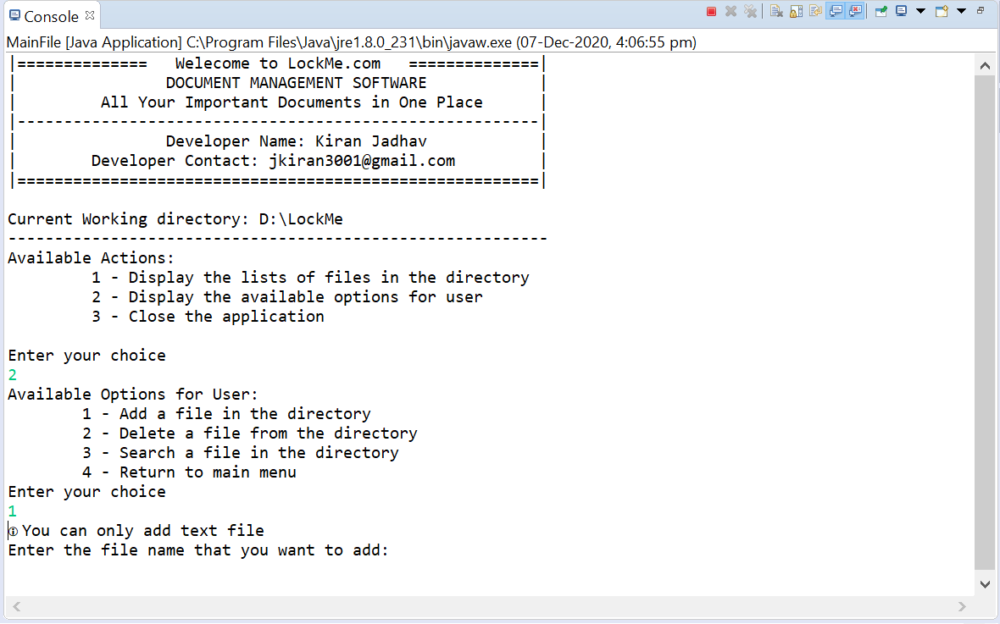 Console
MainFile [Java Application] C:\Program Files\Java\jre1.8.0_231\bin\javaw.exe (07-Dec-2020, 4:06:55 pm)
|==============   Welcome to LockMe.com   ==============|
|                DOCUMENT MANAGEMENT SOFTWARE            |
|         All Your Important Documents in One Place      |
|--------------------------------------------------------|
|                Developer Name: Kiran Jadhav            |
|        Developer Contact: jkiran3001@gmail.com         |
|========================================================|
Current Working directory: D:\LockMe
----------------------------------------------------------
Available Actions:
         1 - Display the lists of files in the directory
         2 - Display the available options for user
         3 - Close the application
Enter your choice
2
Available Options for User:
        1 - Add a file in the directory
        2 - Delete a file from the directory
        3 - Search a file in the directory
        4 - Return to main menu
Enter your choice
1
🛈 You can only add text file
Enter the file name that you want to add: